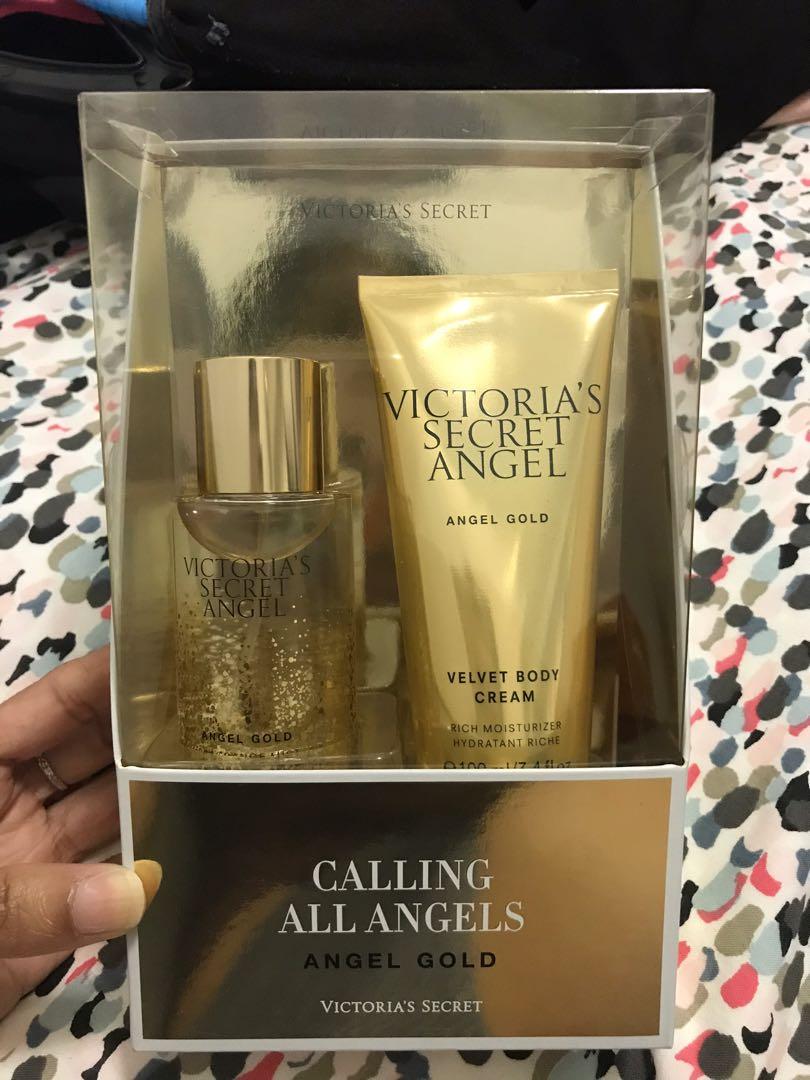 VICTORIA'S SECRET
VICTORIA'S
SECRET
ANGEL
ANGEL GOLD
VELVET BODY
CREAM
RICH MOISTURIZER
HYDRATANT RICHE
VICTORIA'S
SECRET
ANGEL
ANGEL GOLD
CALLING
ALL ANGELS
ANGEL GOLD
VICTORIA'S SECRET